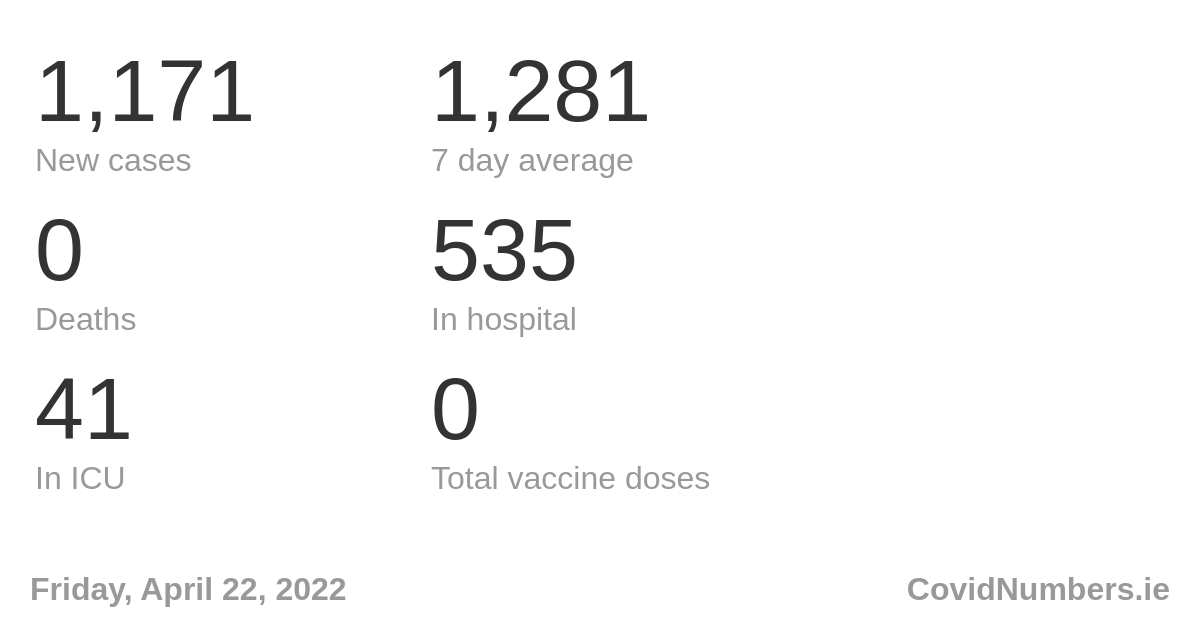 1,171
New cases
1,281
7 day average
0
Deaths
535
In hospital
41
In ICU
0
Total vaccine doses
Friday, April 22, 2022
CovidNumbers.ie